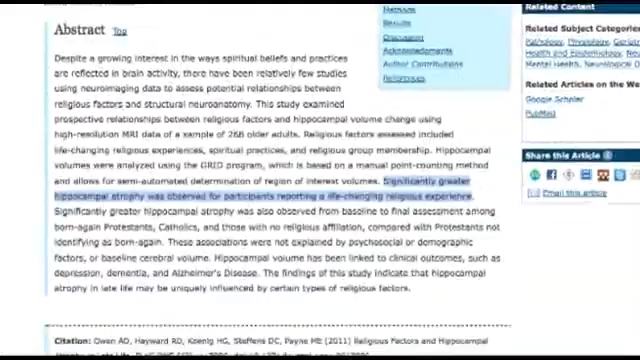 Abstract Top
Despite a growing interest in the ways spiritual beliefs and practices
are reflected in brain activity, there have been relatively few studies
using neuroimaging data to assess potential relationships between
religious factors and structural neuroanatomy. This study examined
prospective relationships between religious factors and hippocampal volume change using
high-resolution MRI data of a sample of 268 older adults. Religious factors assessed included
life-changing religious experiences, spiritual practices, and religious group membership. Hippocampal
volumes were analyzed using the GRID program, which is based on a manual point-counting method
and allows for semi-automated determination of region of interest volumes. Significantly greater
hippocampal atrophy was observed for participants reporting a life-changing religious experience.
Significantly greater hippocampal atrophy was also observed from baseline to final assessment among
born-again Protestants, Catholics, and those with no religious affiliation, compared with Protestants not
identifying as born-again. These associations were not explained by psychosocial or demographic
factors, or baseline cerebral volume. Hippocampal volume has been linked to clinical outcomes, such as
depression, dementia, and Alzheimer's Disease. The findings of this study indicate that hippocampal
atrophy in late life may be uniquely influenced by certain types of religious factors.
Citation: Owen AD, Hayward RD, Koenig HG, Steffens DC, Payne ME (2011) Religious Factors and Hippocampal
Methods
Results
Discussion
Acknowledgments
Author Contributions
References
Related Content
Related Subject Categories
Pathology, Physiology,
Health and Epidemiology,
Mental Health, Neurological
Related Articles on the We
Google Scholar
PubMed
Share this Article
Email this article